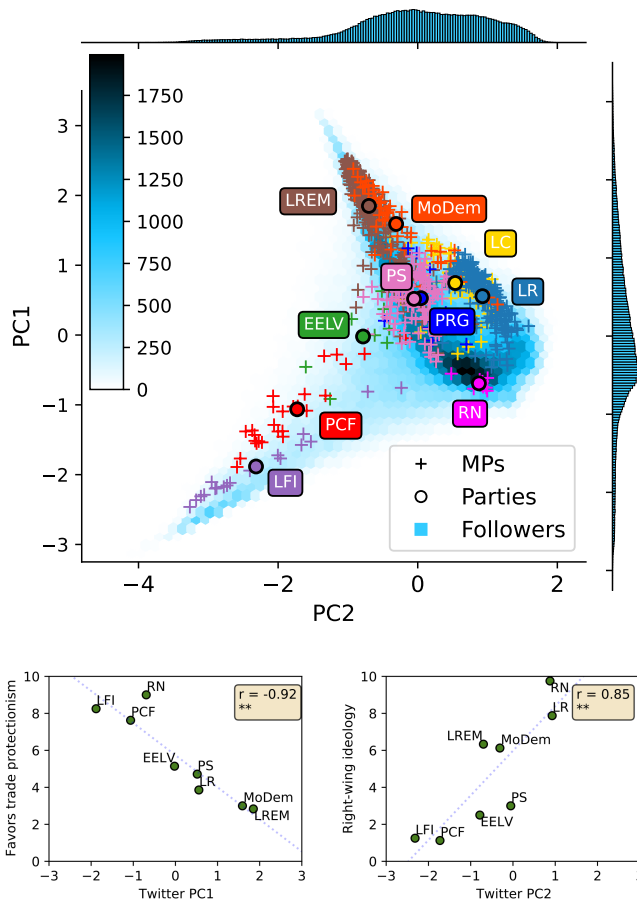 3
2
1
0
−1
−2
−3
PC1
1750
1500
1250
1000
750
500
250
0
LREM
MoDem
LC
PS
LR
EELV
PRG
RN
PCF
LFI
MPs
Parties
Followers
−4
−2
0
2
PC2
10
8
6
4
2
0
Favors trade protectionism
RN
LFI
PCF
EELV
PS
LR
MoDem
LREM
r = -0.92
**
−3
−2
−1
0
1
2
3
Twitter PC1
10
8
6
4
2
0
Right-wing ideology
RN
LR
LREM
MoDem
PS
EELV
LFI
PCF
r = 0.85
**
−3
−2
−1
0
1
2
3
Twitter PC2